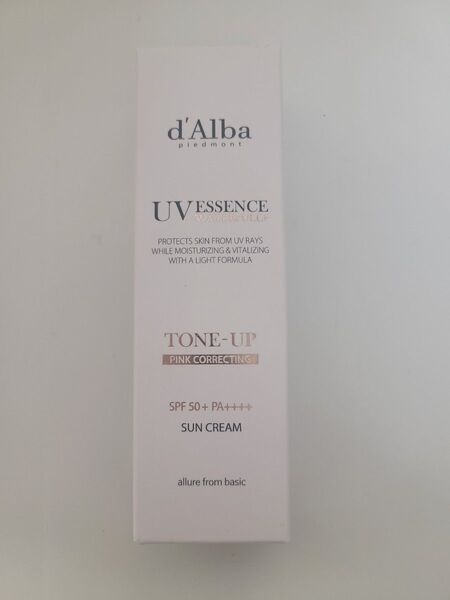 d'Alba
piedmont
UV ESSENCE
WATERFULL
PROTECTS SKIN FROM UV RAYS
WHILE MOISTURIZING & VITALIZING
WITH A LIGHT FORMULA
TONE-UP
PINK CORRECTING
SPF 50+ PA++++
SUN CREAM
allure from basic